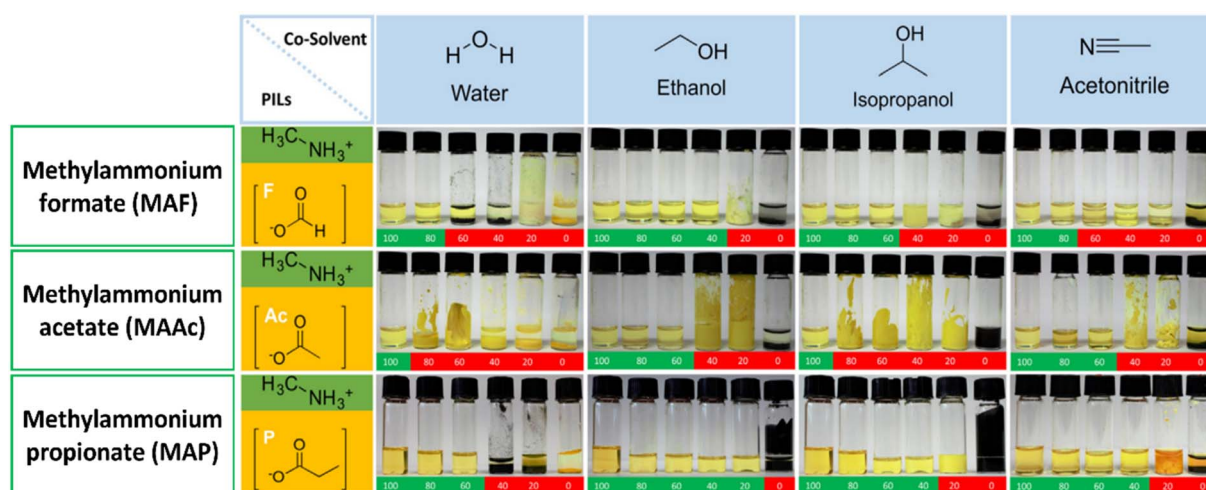 Co-Solvent
PILs
H O H
Water
OH
Ethanol
OH
Isopropanol
N
Acetonitrile
Methylammonium
formate (MAF)
H₃C NH₃⁺
F
O
⁻O H
100 80 60 40 20 0
100 80 60 40 20 0
100 80 60 40 20 0
100 80 60 40 20 0
Methylammonium
acetate (MAAc)
H₃C NH₃⁺
Ac
O
⁻O
100 80 60 40 20 0
100 80 60 40 20 0
100 80 60 40 20 0
100 80 60 40 20 0
Methylammonium
propionate (MAP)
H₃C NH₃⁺
P
O
⁻O
100 80 60 40 20 0
100 80 60 40 20 0
100 80 60 40 20 0
100 80 60 40 20 0